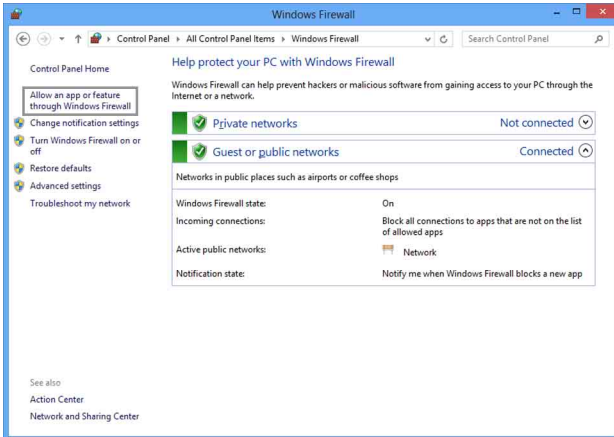 Windows Firewall
Control Panel ▸ All Control Panel Items ▸ Windows Firewall
Search Control Panel
Control Panel Home
Allow an app or feature
through Windows Firewall
Change notification settings
Turn Windows Firewall on or
off
Restore defaults
Advanced settings
Troubleshoot my network
See also
Action Center
Network and Sharing Center
Help protect your PC with Windows Firewall
Windows Firewall can help prevent hackers or malicious software from gaining access to your PC through the
Internet or a network.
Private networks Not connected
Guest or public networks Connected
Networks in public places such as airports or coffee shops
Windows Firewall state: On
Incoming connections: Block all connections to apps that are not on the list
of allowed apps
Active public networks: Network
Notification state: Notify me when Windows Firewall blocks a new app